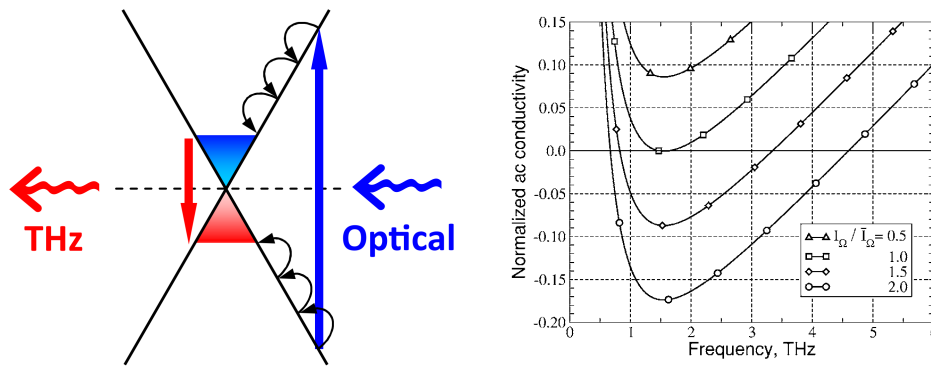 THz
Optical
Normalized ac conductivity
0.15
0.10
0.05
0.0
-0.05
-0.10
-0.15
-0.20
0 1 2 3 4 5
Frequency, THz
I_Ω / Ī_Ω = 0.5
1.0
1.5
2.0